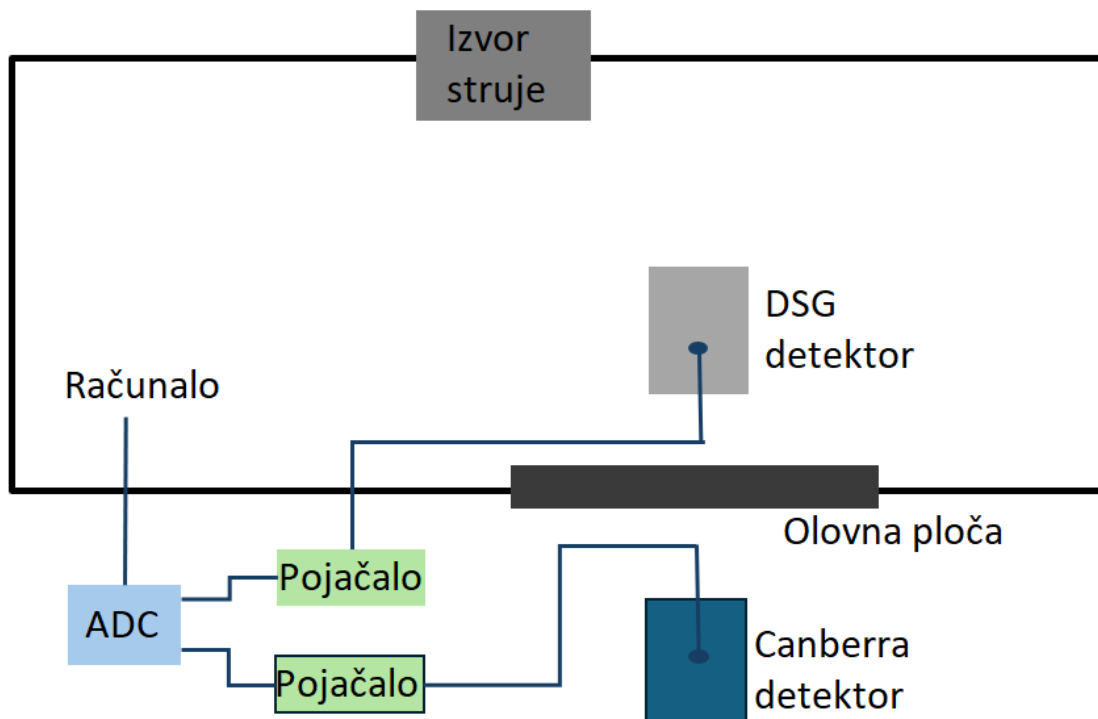 Izvor
struje
DSG
detektor
Računalo
Olovna ploča
Pojačalo
ADC
Pojačalo
Canberra
detektor